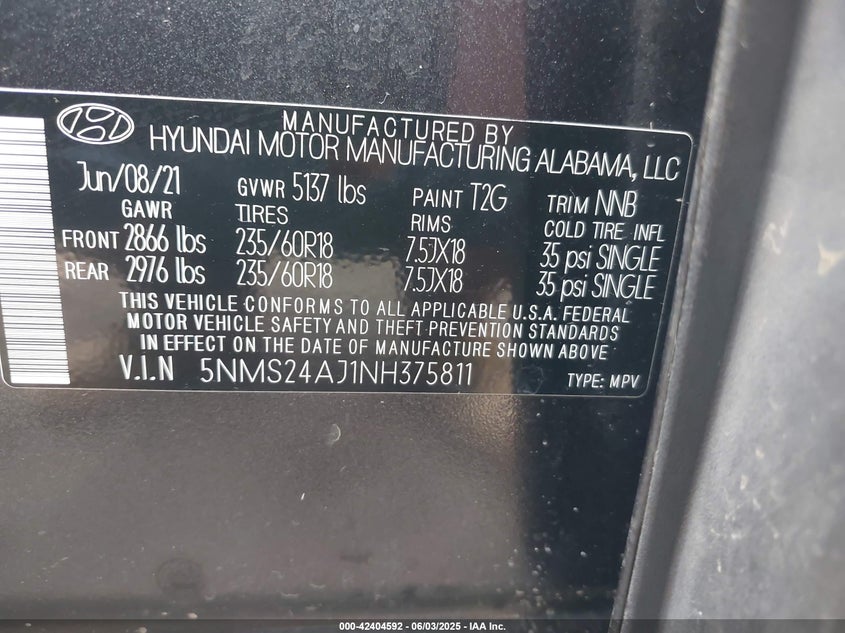 MANUFACTURED BY
HYUNDAI MOTOR MANUFACTURING ALABAMA, LLC
Jun/08/21 GVWR 5137 lbs PAINT T2G TRIM NNB
GAWR TIRES RIMS COLD TIRE INFL
FRONT 2866 lbs 235/60R18 7.5JX18 35 psi SINGLE
REAR 2976 lbs 235/60R18 7.5JX18 35 psi SINGLE
THIS VEHICLE CONFORMS TO ALL APPLICABLE U.S.A. FEDERAL
MOTOR VEHICLE SAFETY AND THEFT PREVENTION STANDARDS
IN EFFECT ON THE DATE OF MANUFACTURE SHOWN ABOVE
V.I.N 5NMS24AJ1NH375811 TYPE: MPV
000-42404592 - 06/03/2025 - IAA Inc.